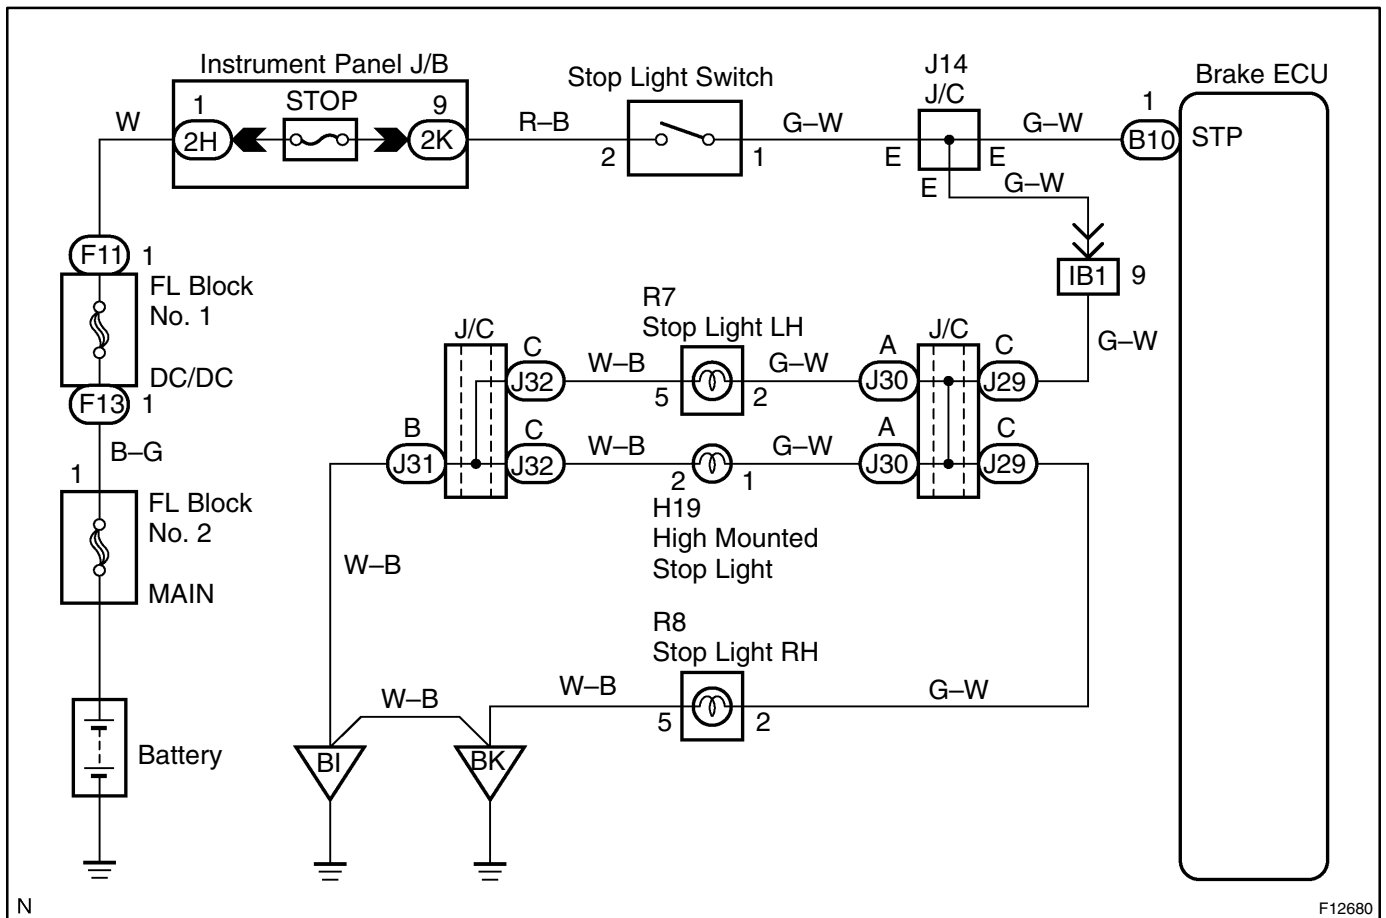 Instrument Panel J/B
Stop Light Switch
J14
J/C
Brake ECU
1
STOP
9
1
W
2H
2K
R–B
2
1
G–W
E
E
E
G–W
G–W
B10
STP
F11
1
FL Block
No. 1
DC/DC
F13
1
B–G
1
FL Block
No. 2
MAIN
Battery
IB1
9
G–W
R7
Stop Light LH
J/C
C
J32
W–B
5
2
G–W
A
J30
J/C
C
J29
B
J31
C
J32
W–B
2
1
G–W
A
J30
C
J29
H19
High Mounted
Stop Light
W–B
R8
Stop Light RH
W–B
W–B
5
2
G–W
BI
BK
N
F12680